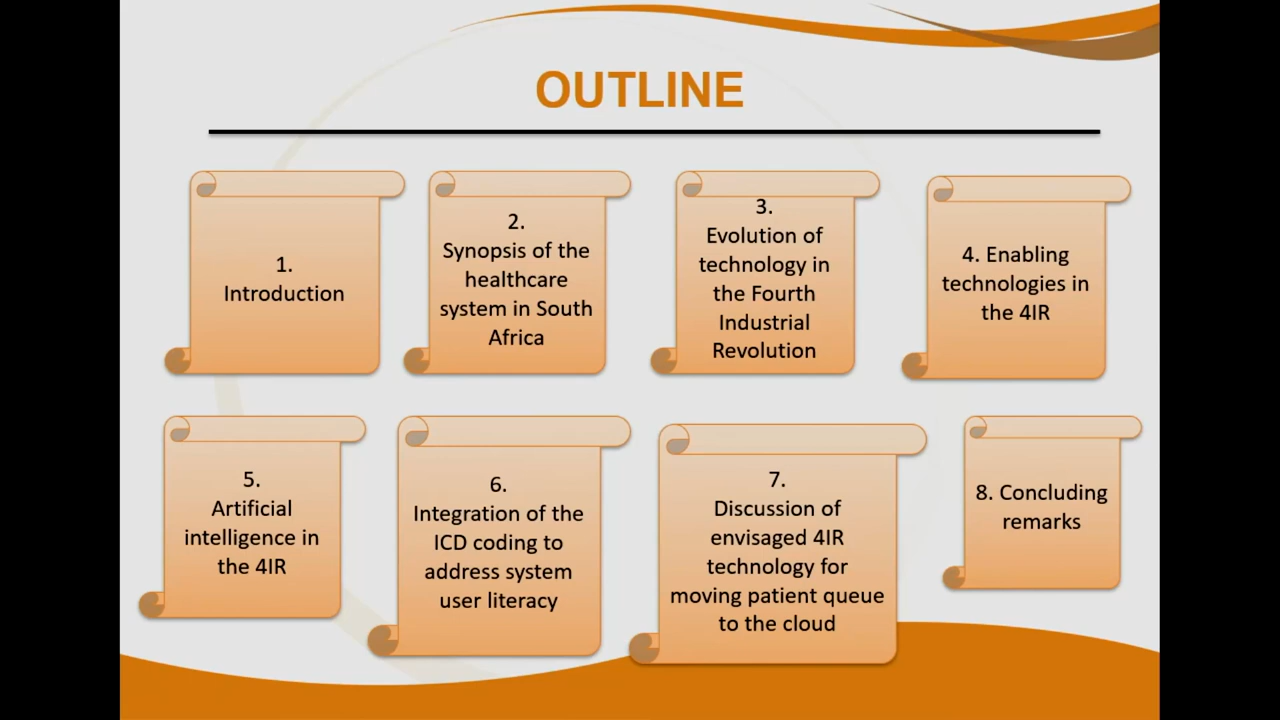 OUTLINE
1.
Introduction
2.
Synopsis of the
healthcare
system in South
Africa
3.
Evolution of
technology in
the Fourth
Industrial
Revolution
4. Enabling
technologies in
the 4IR
5.
Artificial
intelligence in
the 4IR
6.
Integration of the
ICD coding to
address system
user literacy
7.
Discussion of
envisaged 4IR
technology for
moving patient queue
to the cloud
8. Concluding
remarks